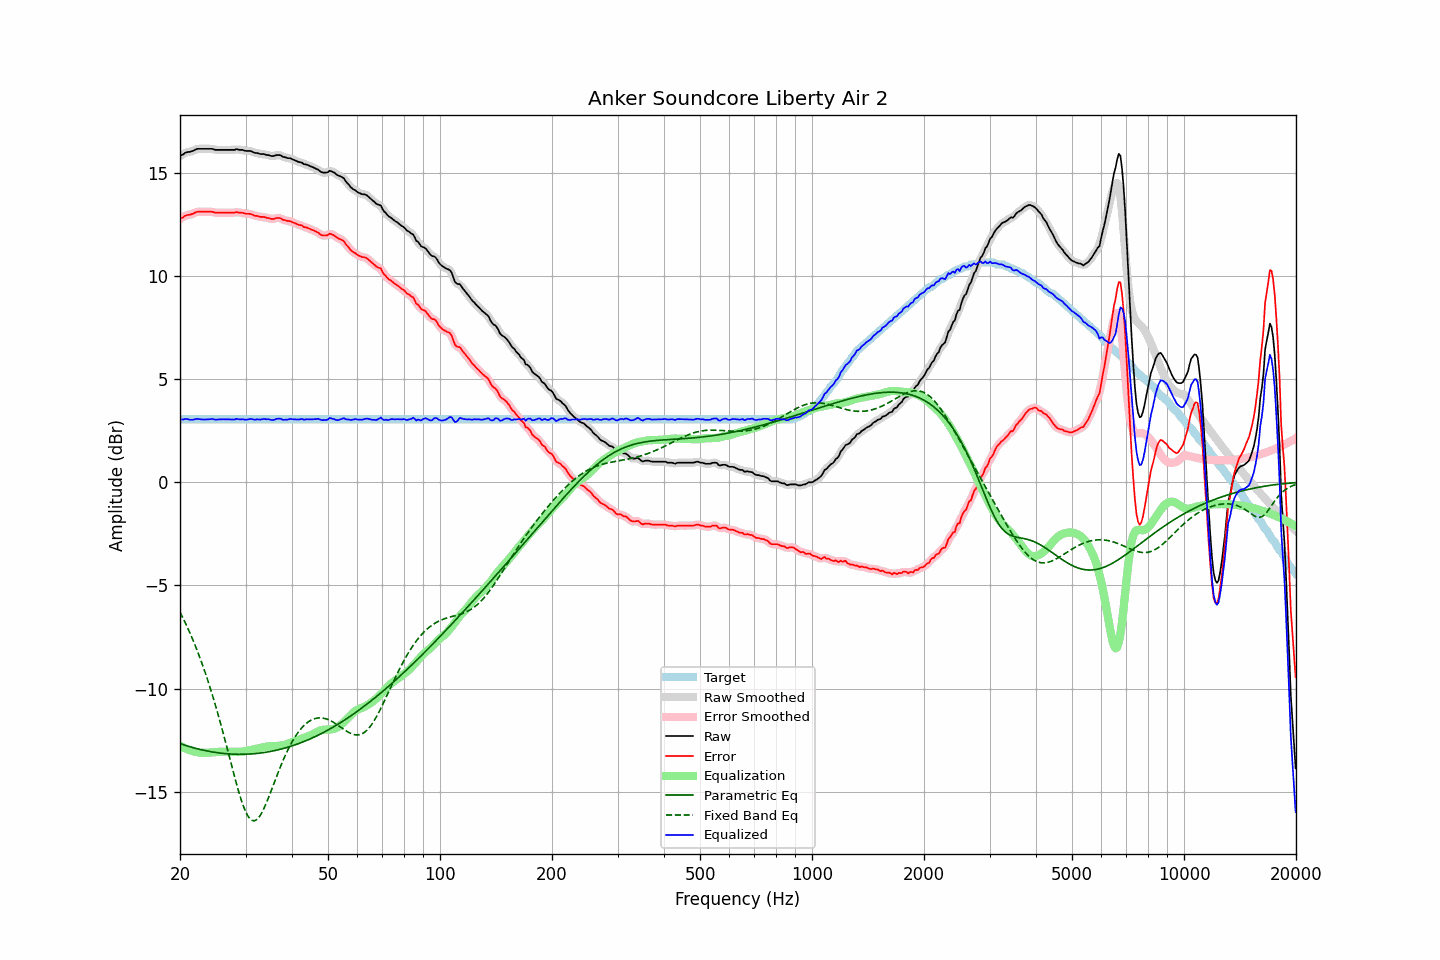 Anker Soundcore Liberty Air 2
Amplitude (dBr)
15
10
5
0
−5
−10
−15
Target
Raw Smoothed
Error Smoothed
Raw
Error
Equalization
Parametric Eq
Fixed Band Eq
Equalized
20 50 100 200 500 1000 2000 5000 10000 20000
Frequency (Hz)